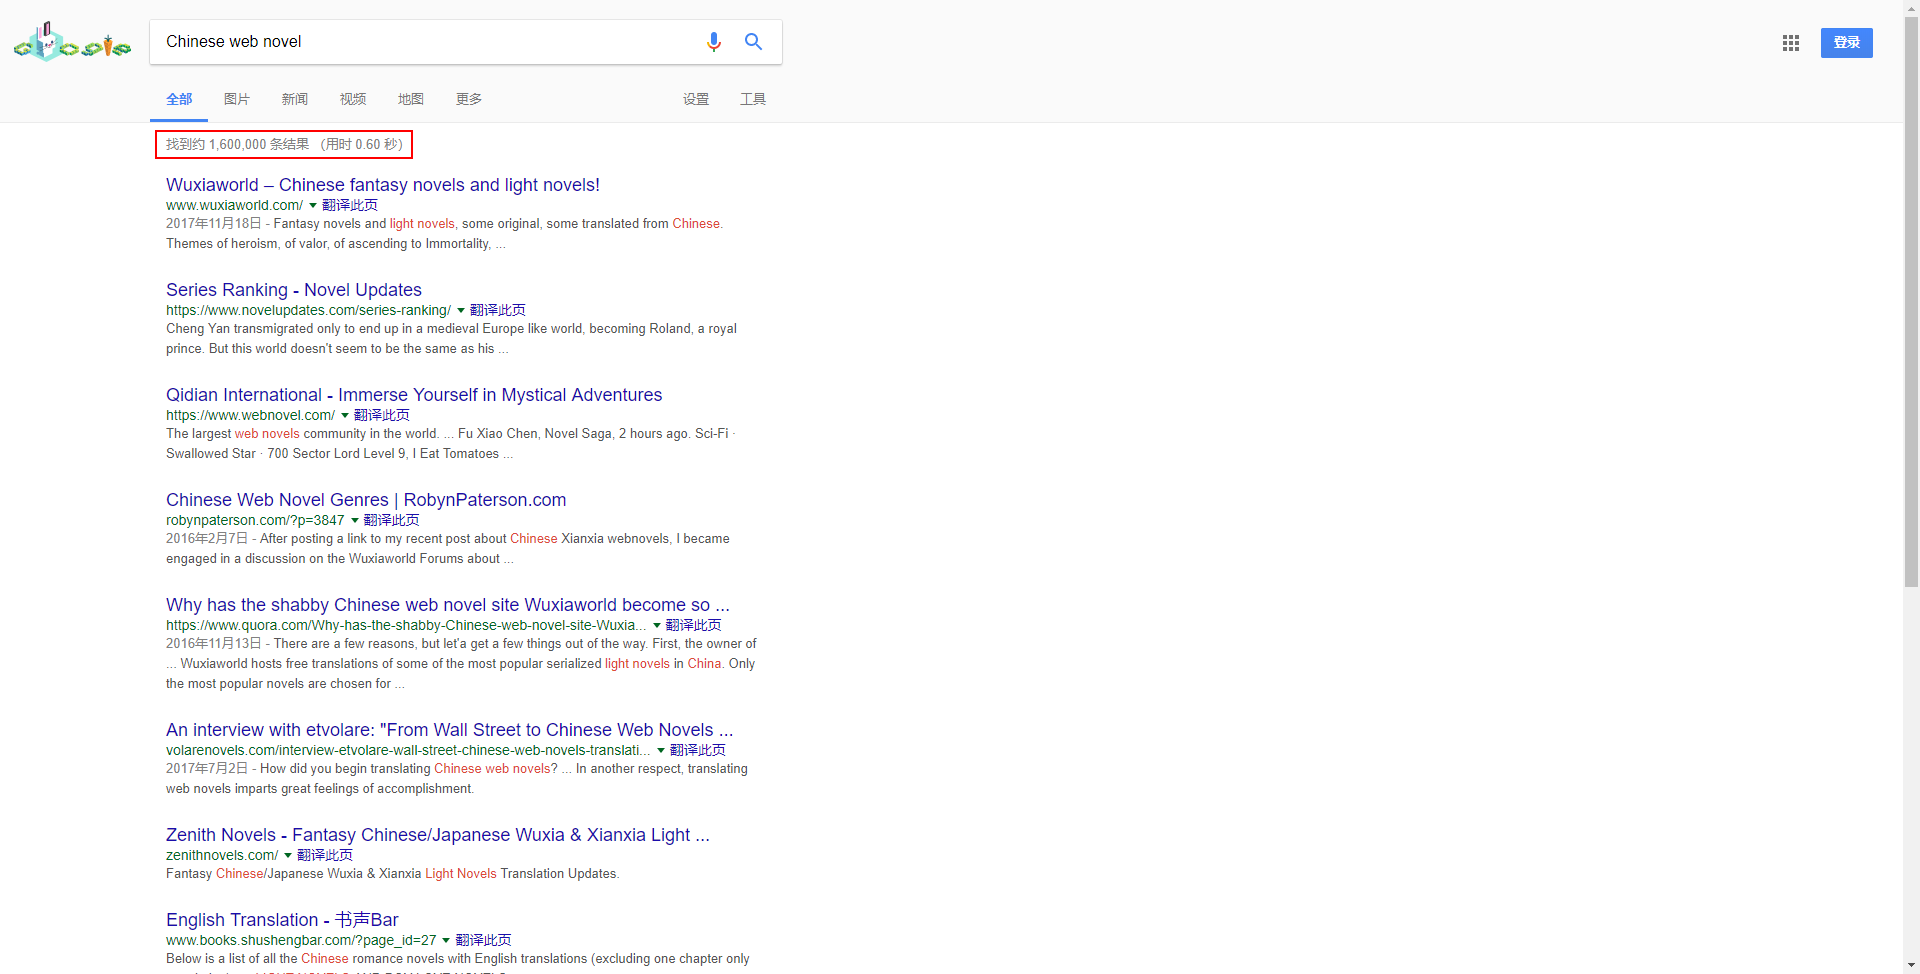 Chinese web novel
登录
全部 图片 新闻 视频 地图 更多 设置 工具
找到约 1,600,000 条结果 （用时 0.60 秒）
Wuxiaworld – Chinese fantasy novels and light novels!
www.wuxiaworld.com/ 翻译此页
2017年11月18日 - Fantasy novels and light novels, some original, some translated from Chinese.
Themes of heroism, of valor, of ascending to Immortality, ...
Series Ranking - Novel Updates
https://www.novelupdates.com/series-ranking/ 翻译此页
Cheng Yan transmigrated only to end up in a medieval Europe like world, becoming Roland, a royal
prince. But this world doesn't seem to be the same as his ...
Qidian International - Immerse Yourself in Mystical Adventures
https://www.webnovel.com/ 翻译此页
The largest web novels community in the world. ... Fu Xiao Chen, Novel Saga, 2 hours ago. Sci-Fi ·
Swallowed Star · 700 Sector Lord Level 9, I Eat Tomatoes ...
Chinese Web Novel Genres | RobynPaterson.com
robynpaterson.com/?p=3847 翻译此页
2016年2月7日 - After posting a link to my recent post about Chinese Xianxia webnovels, I became
engaged in a discussion on the Wuxiaworld Forums about ...
Why has the shabby Chinese web novel site Wuxiaworld become so ...
https://www.quora.com/Why-has-the-shabby-Chinese-web-novel-site-Wuxia... 翻译此页
2016年11月13日 - There are a few reasons, but let'a get a few things out of the way. First, the owner of
... Wuxiaworld hosts free translations of some of the most popular serialized light novels in China. Only
the most popular novels are chosen for ...
An interview with etvolare: "From Wall Street to Chinese Web Novels ...
volarenovels.com/interview-etvolare-wall-street-chinese-web-novels-translati... 翻译此页
2017年7月2日 - How did you begin translating Chinese web novels? ... In another respect, translating
web novels imparts great feelings of accomplishment.
Zenith Novels - Fantasy Chinese/Japanese Wuxia & Xianxia Light ...
zenithnovels.com/ 翻译此页
Fantasy Chinese/Japanese Wuxia & Xianxia Light Novels Translation Updates.
English Translation - 书声Bar
www.books.shushengbar.com/?page_id=27 翻译此页
Below is a list of all the Chinese romance novels with English translations (excluding one chapter only